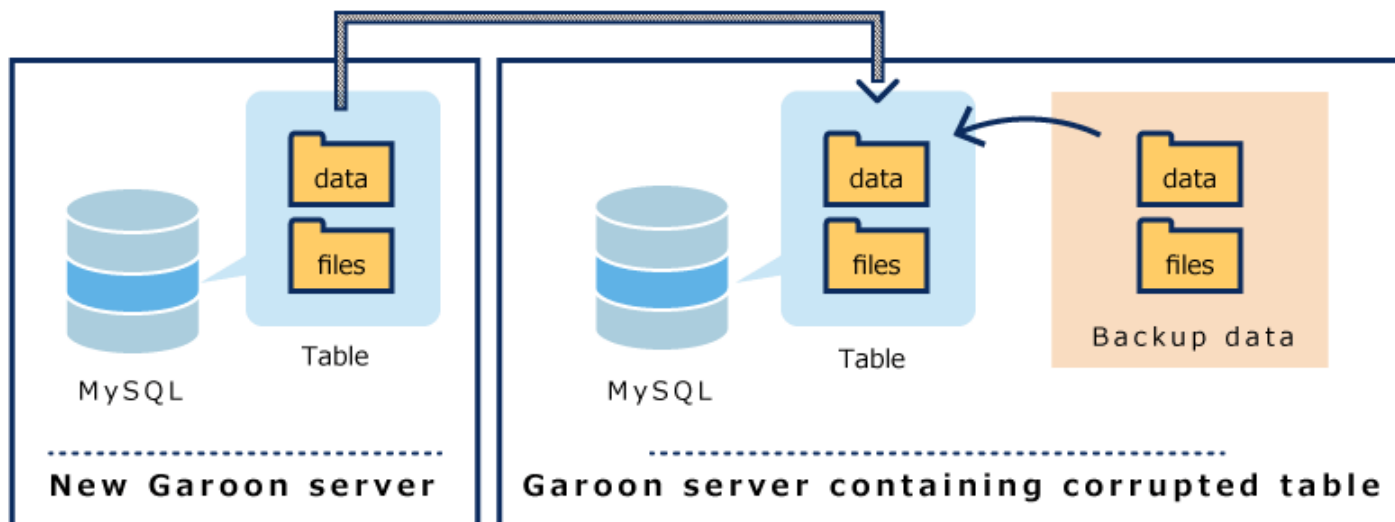 data
files
Table
MySQL
New Garoon server
data
files
Table
MySQL
data
files
Backup data
Garoon server containing corrupted table